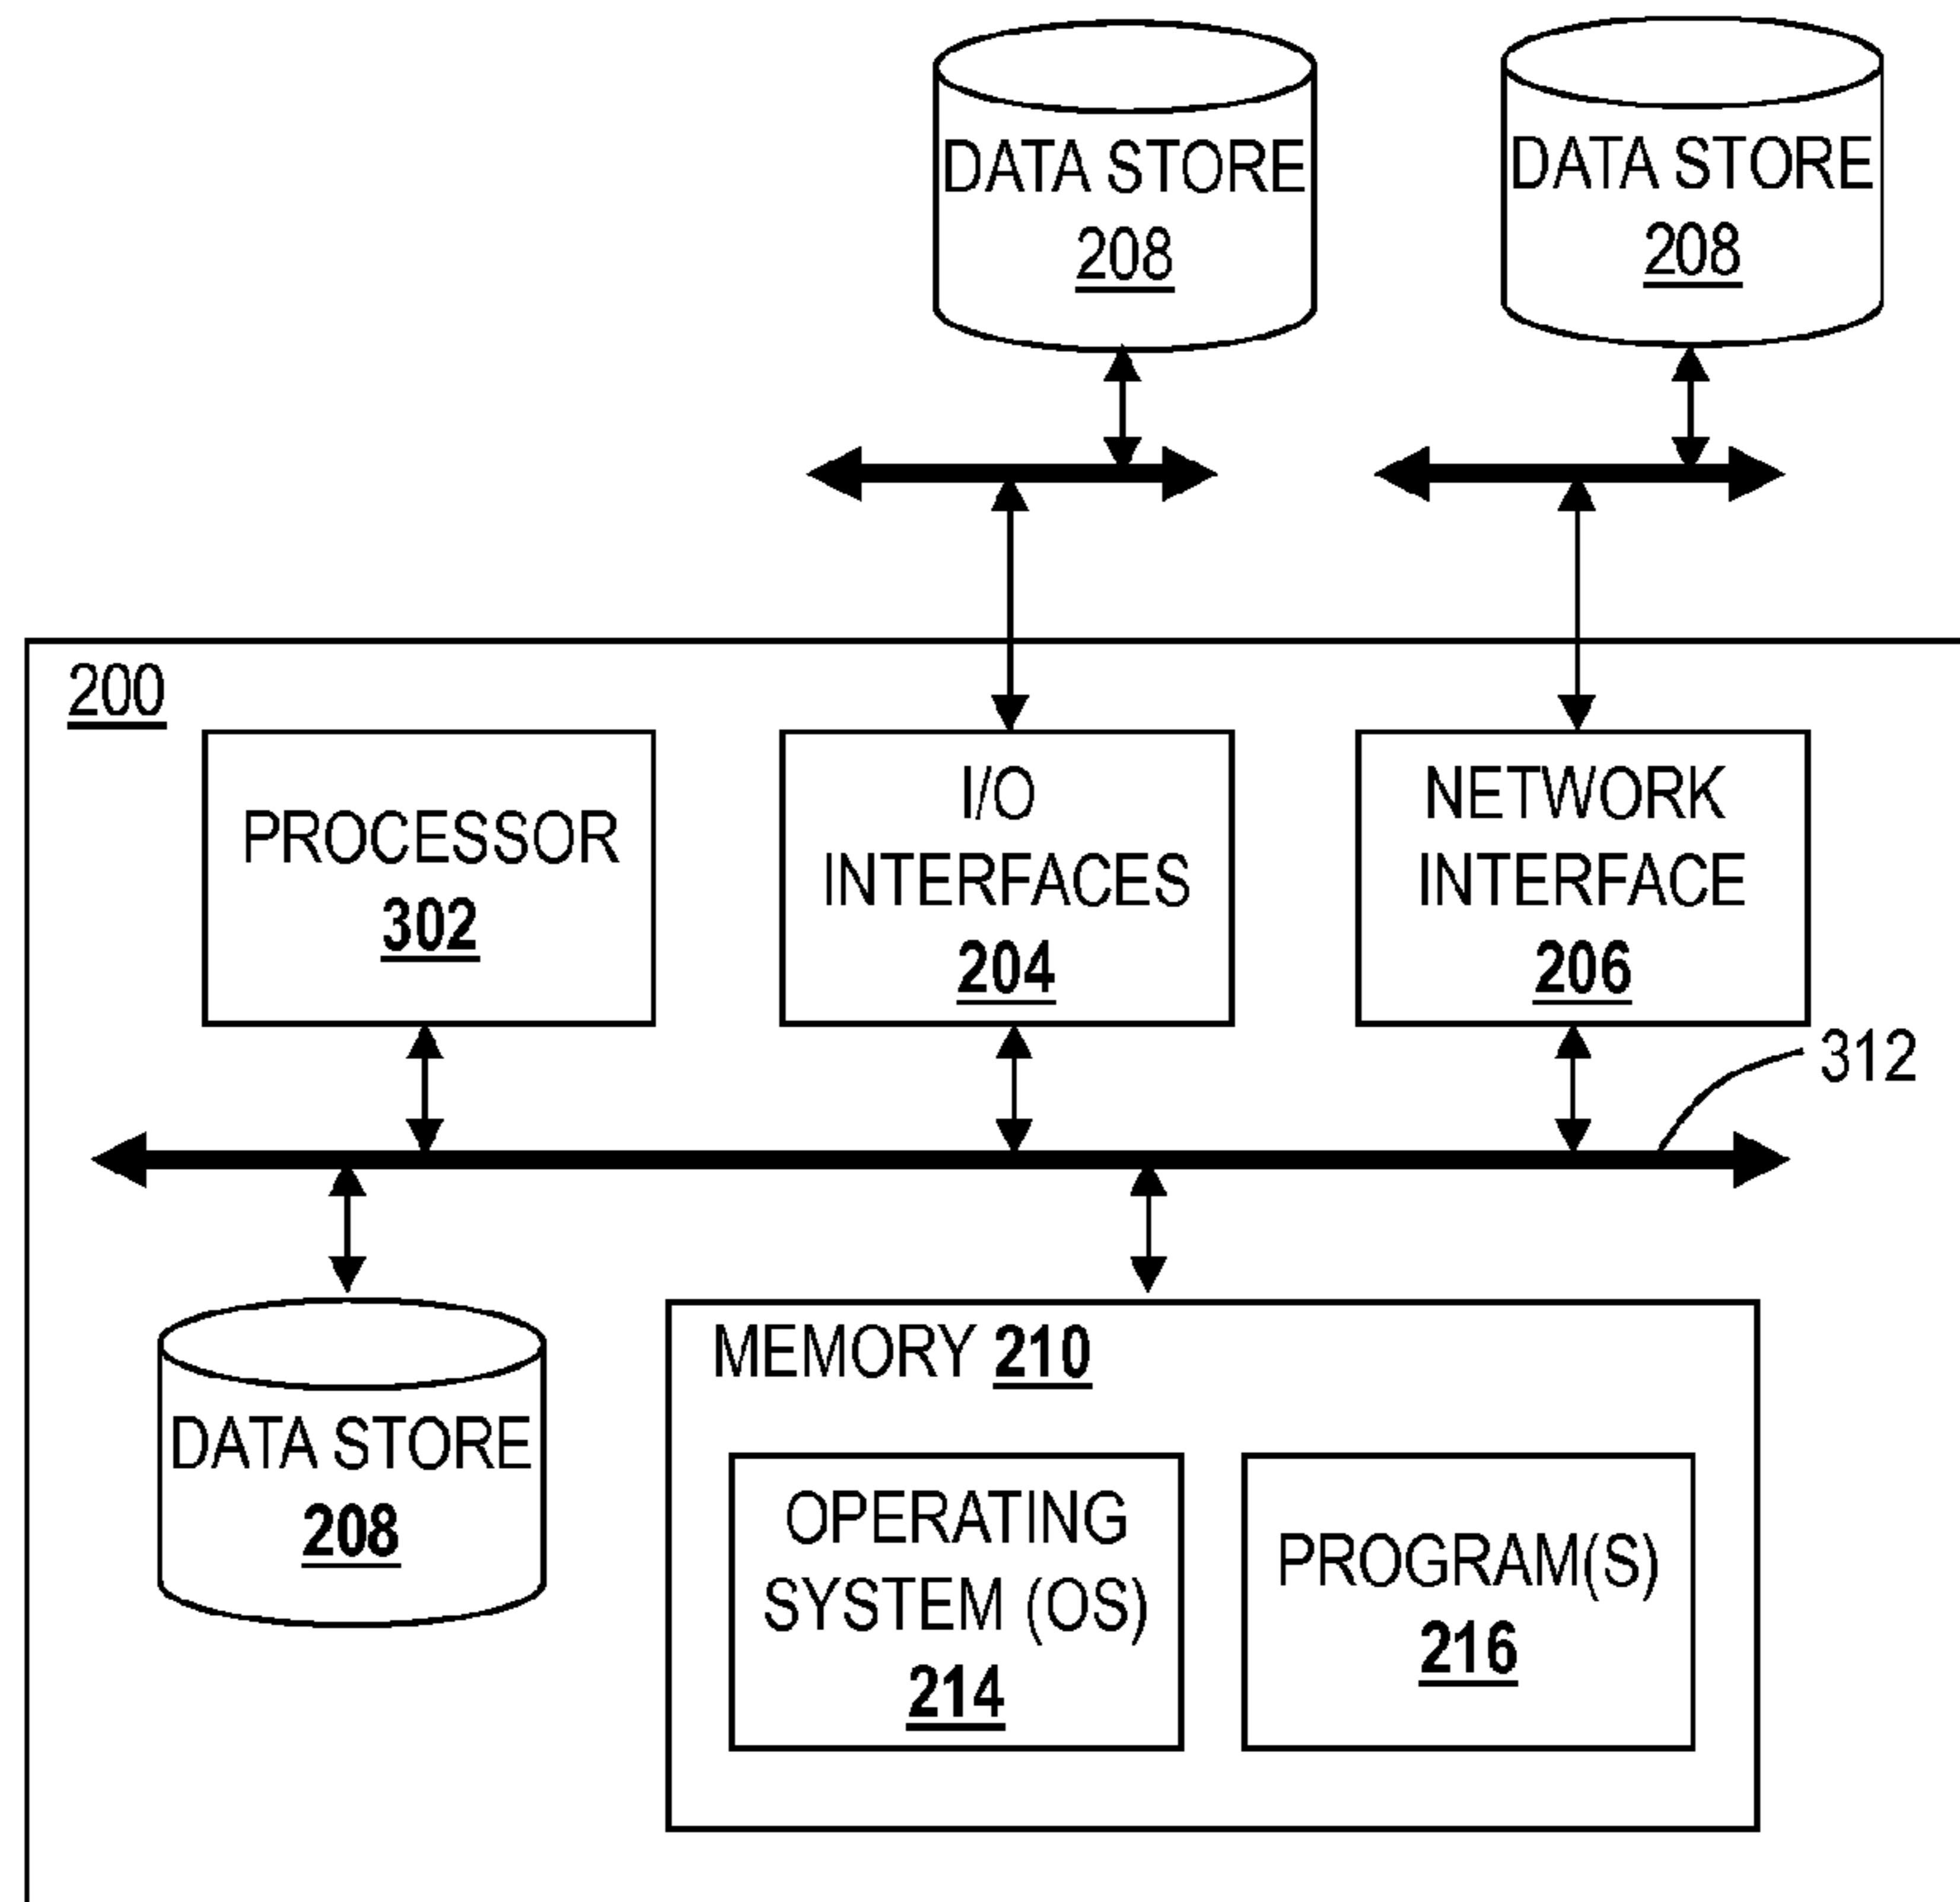 DATA STORE
208
DATA STORE
208
200
PROCESSOR
302
I/O
INTERFACES
204
NETWORK
INTERFACE
206
312
DATA STORE
208
MEMORY 210
OPERATING
SYSTEM (OS)
214
PROGRAM(S)
216